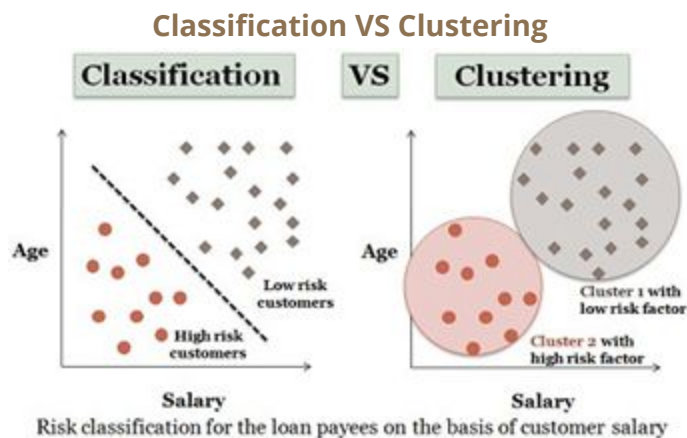 Classification VS Clustering
Classification
VS
Clustering
Age
Low risk
customers
High risk
customers
Salary
Age
Cluster 1 with
low risk factor
Cluster 2 with
high risk factor
Salary
Risk classification for the loan payees on the basis of customer salary